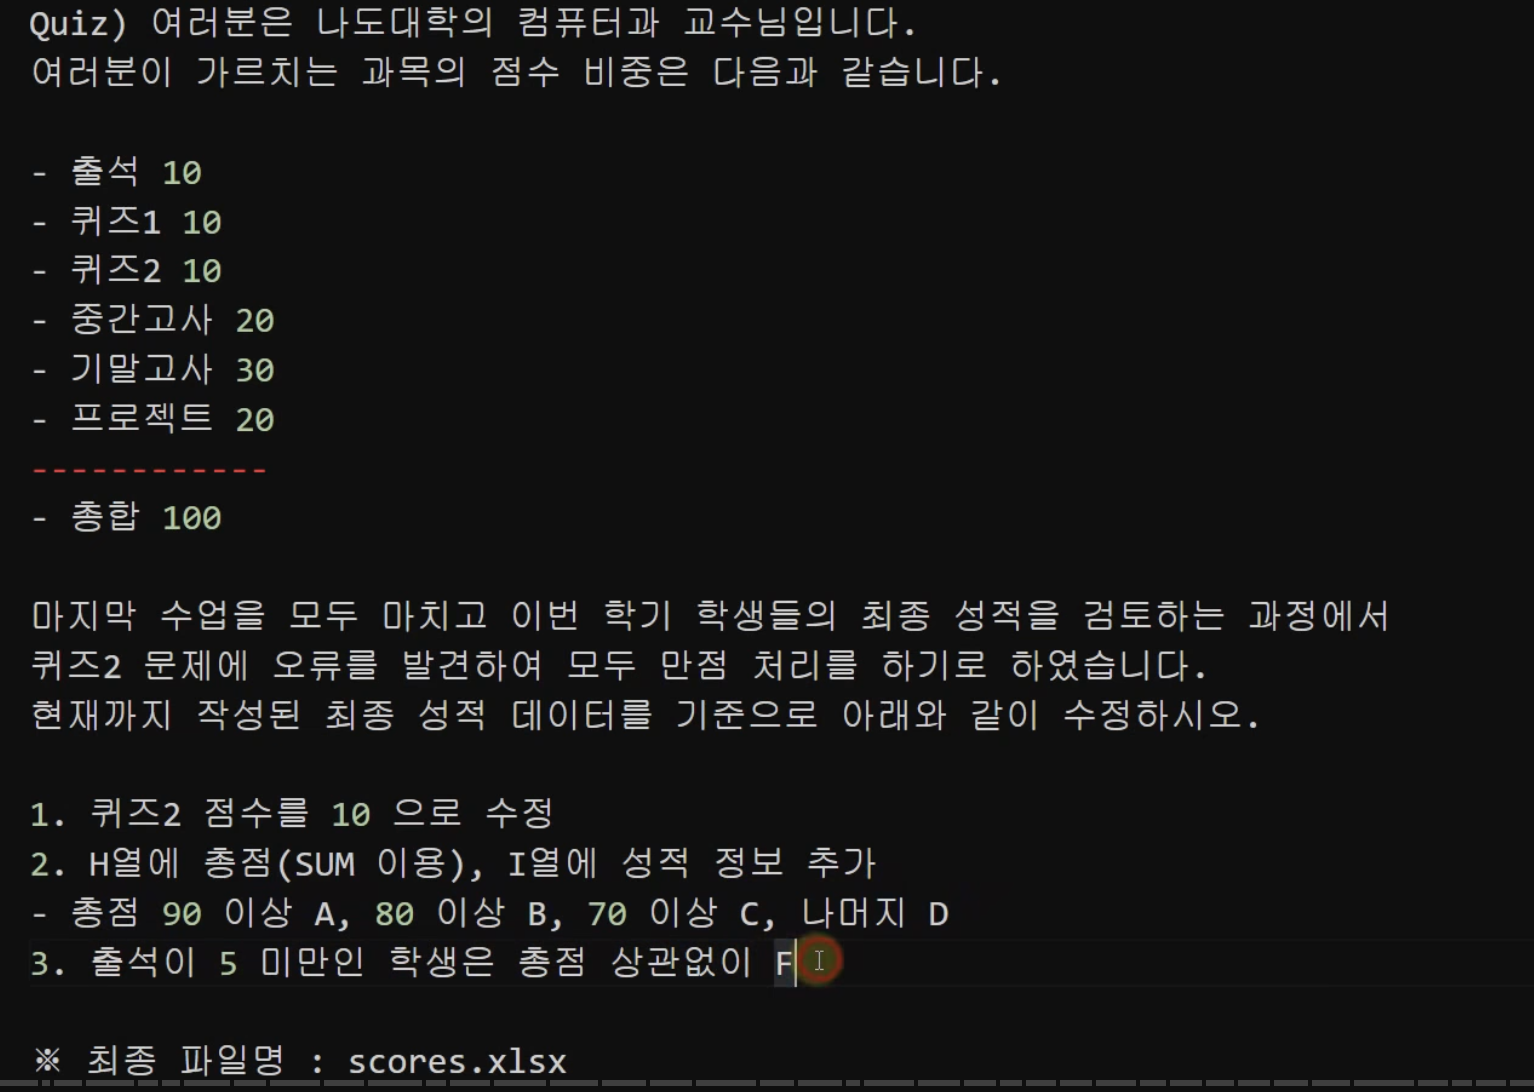 Quiz) 여러분은 나도대학의 컴퓨터과 교수님입니다.
여러분이 가르치는 과목의 점수 비중은 다음과 같습니다.
- 출석 10
- 퀴즈1 10
- 퀴즈2 10
- 중간고사 20
- 기말고사 30
- 프로젝트 20
------------
- 총합 100
마지막 수업을 모두 마치고 이번 학기 학생들의 최종 성적을 검토하는 과정에서
퀴즈2 문제에 오류를 발견하여 모두 만점 처리를 하기로 하였습니다.
현재까지 작성된 최종 성적 데이터를 기준으로 아래와 같이 수정하시오.
1. 퀴즈2 점수를 10 으로 수정
2. H열에 총점(SUM 이용), I열에 성적 정보 추가
- 총점 90 이상 A, 80 이상 B, 70 이상 C, 나머지 D
3. 출석이 5 미만인 학생은 총점 상관없이 F
※ 최종 파일명 : scores.xlsx